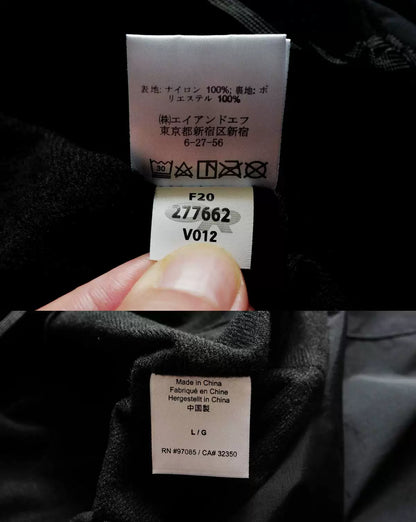 表地: ナイロン 100%; 裏地: ポ
リエステル 100%
(株)エイアンドエフ
東京都新宿区新宿
6-27-56
30
F20
277662
V012
Made in China
Fabriqué en Chine
Hergestellt in China
中国製
L / G
RN #97085 / CA# 32350